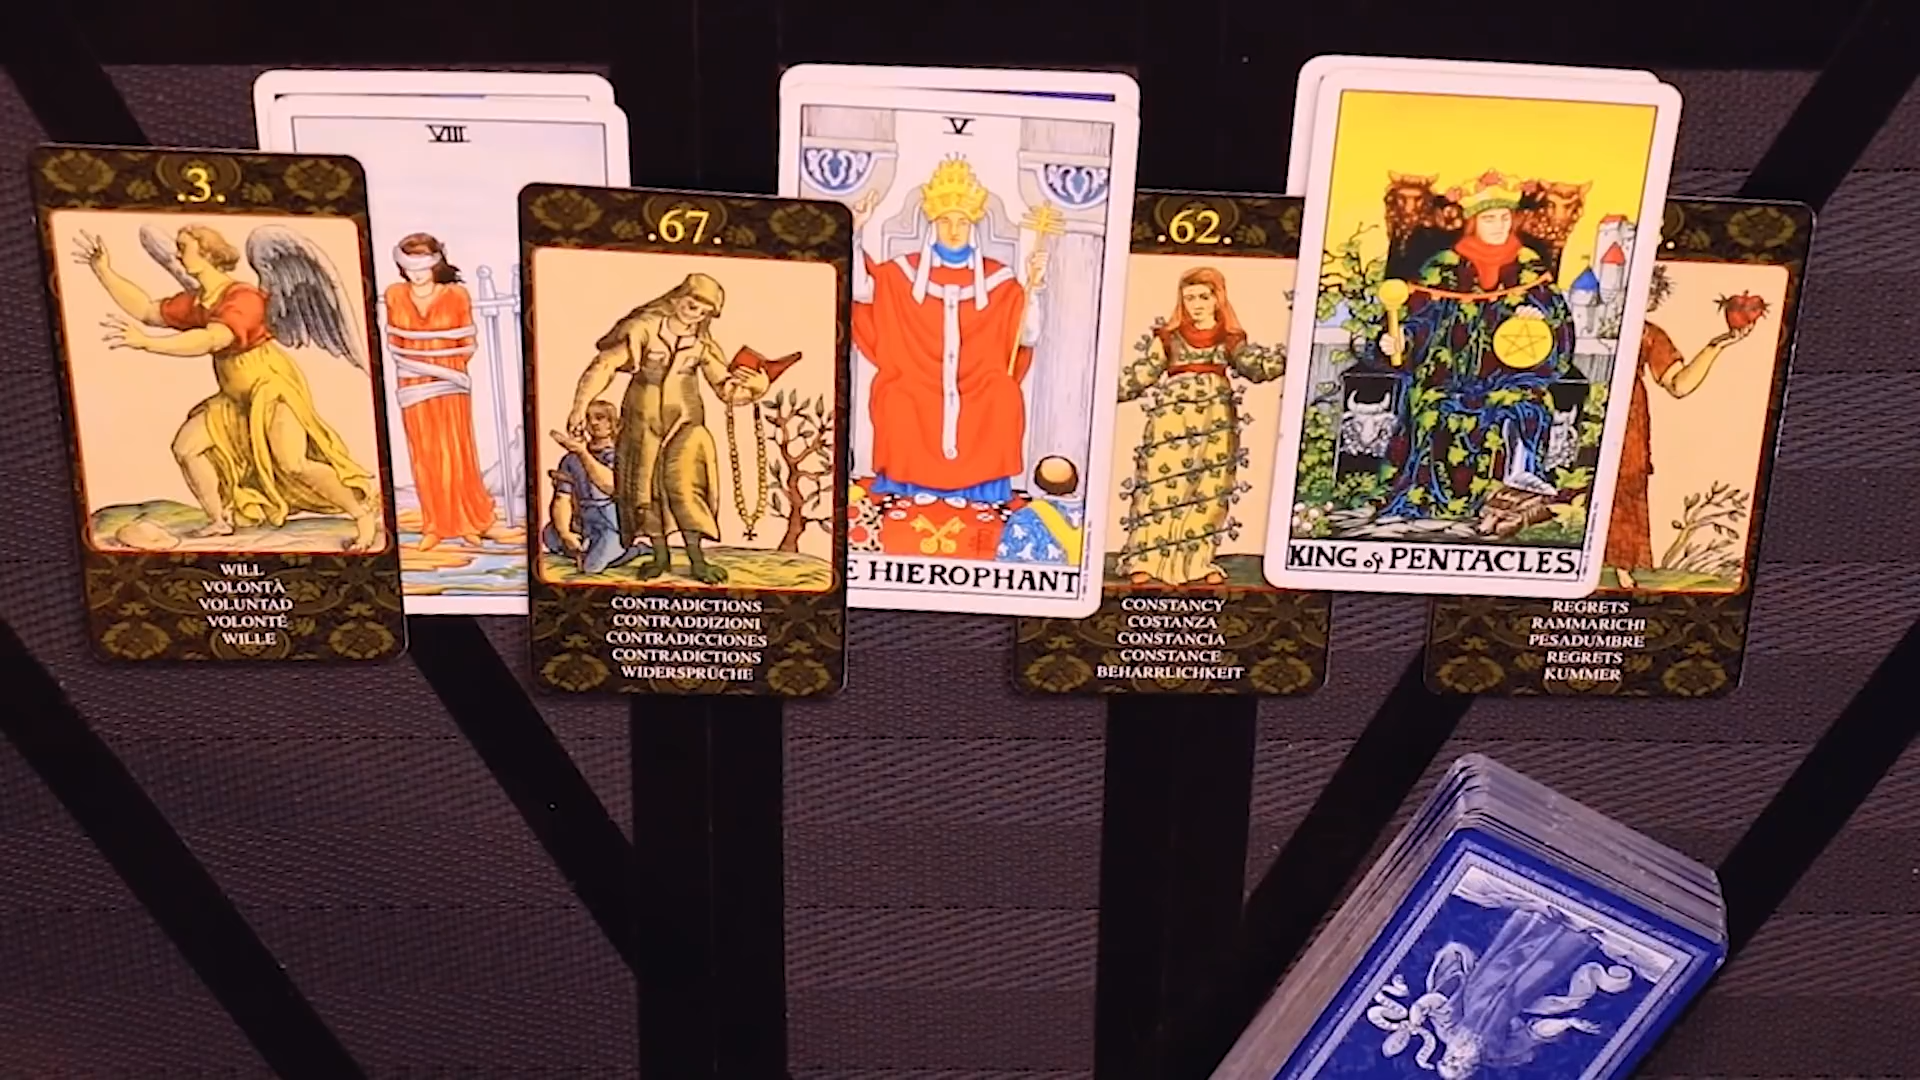 .3.
WILL
VOLONTÀ
VOLUNTAD
VOLONTÉ
WILLE
VIII
.67.
CONTRADICTIONS
CONTRADDIZIONI
CONTRADICCIONES
CONTRADICTIONS
WIDERSPRÜCHE
V
E HIEROPHANT
.62.
CONSTANCY
COSTANZA
CONSTANCIA
CONSTANCE
BEHARRLICHKEIT
KING of PENTACLES.
REGRETS
RAMMARICHI
PESADUMBRE
REGRETS
KUMMER